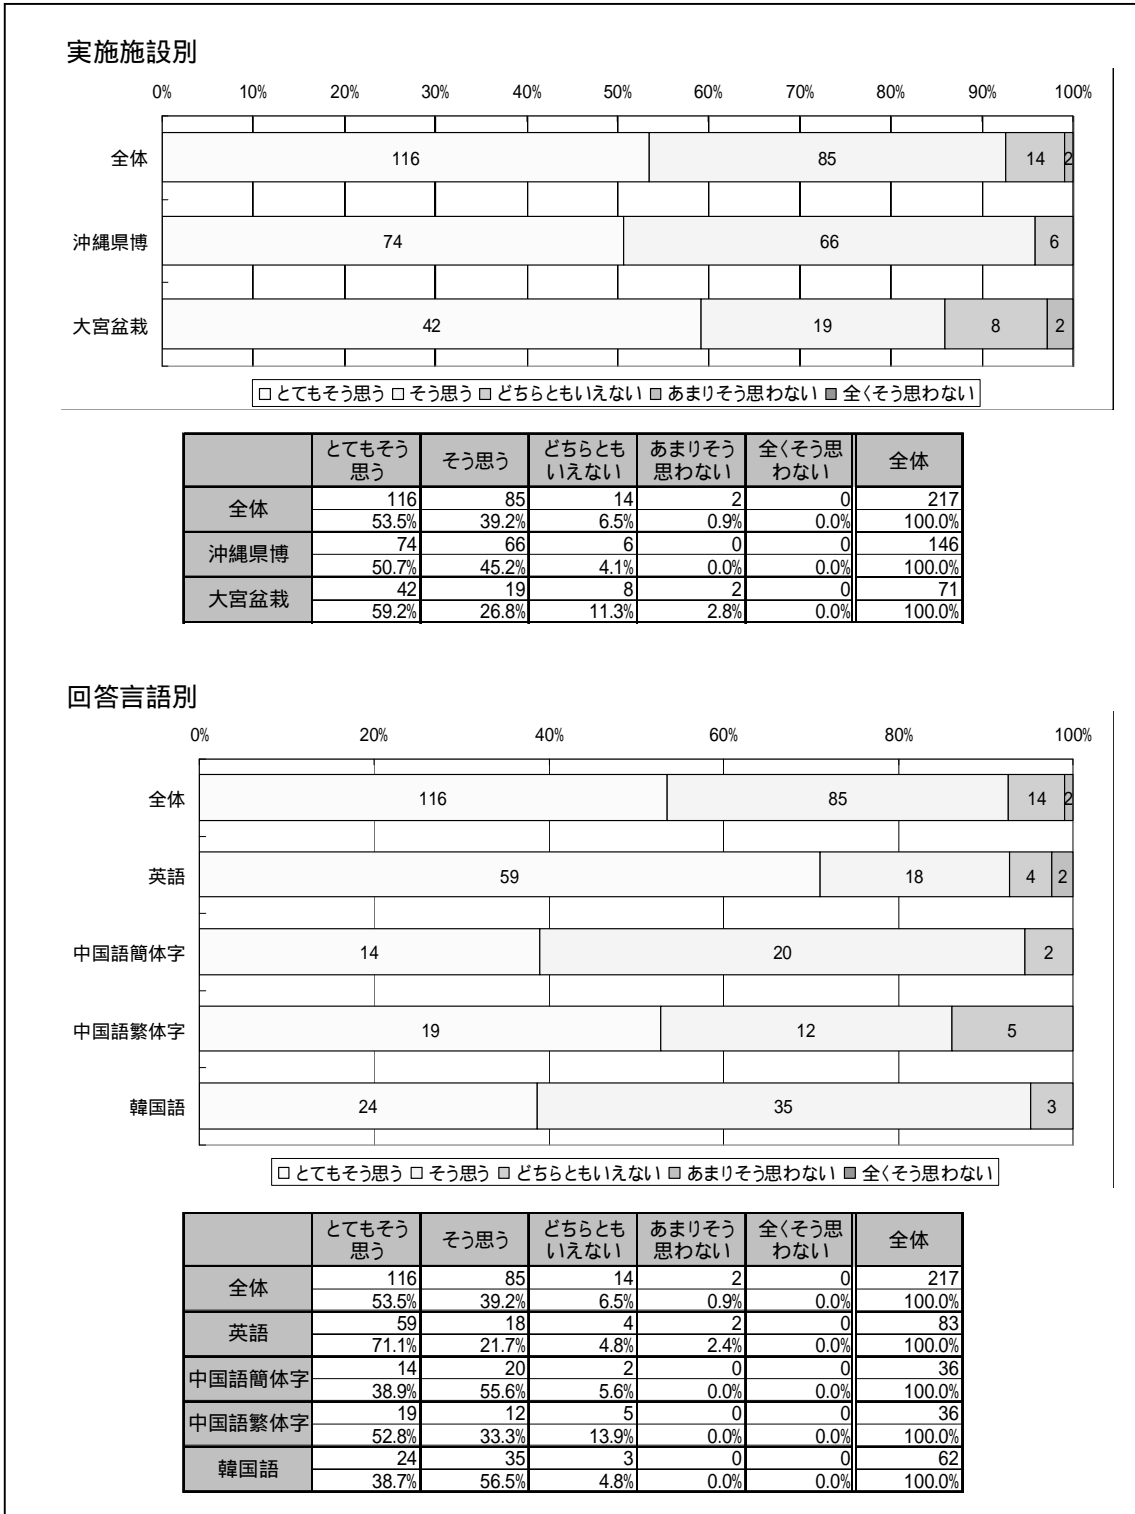 実施施設別
0% 10% 20% 30% 40% 50% 60% 70% 80% 90% 100%
全体 116 85 14 2
沖縄県博 74 66 6
大宮盆栽 42 19 8 2
とてもそう思う そう思う どちらともいえない あまりそう思わない 全くそう思わない
とてもそう思う そう思う どちらともいえない あまりそう思わない 全くそう思わない 全体
全体 116 85 14 2 0 217
53.5% 39.2% 6.5% 0.9% 0.0% 100.0%
沖縄県博 74 66 6 0 0 146
50.7% 45.2% 4.1% 0.0% 0.0% 100.0%
大宮盆栽 42 19 8 2 0 71
59.2% 26.8% 11.3% 2.8% 0.0% 100.0%
回答言語別
0% 20% 40% 60% 80% 100%
全体 116 85 14 2
英語 59 18 4 2
中国語簡体字 14 20 2
中国語繁体字 19 12 5
韓国語 24 35 3
とてもそう思う そう思う どちらともいえない あまりそう思わない 全くそう思わない
とてもそう思う そう思う どちらともいえない あまりそう思わない 全くそう思わない 全体
全体 116 85 14 2 0 217
53.5% 39.2% 6.5% 0.9% 0.0% 100.0%
英語 59 18 4 2 0 83
71.1% 21.7% 4.8% 2.4% 0.0% 100.0%
中国語簡体字 14 20 2 0 0 36
38.9% 55.6% 5.6% 0.0% 0.0% 100.0%
中国語繁体字 19 12 5 0 0 36
52.8% 33.3% 13.9% 0.0% 0.0% 100.0%
韓国語 24 35 3 0 0 62
38.7% 56.5% 4.8% 0.0% 0.0% 100.0%